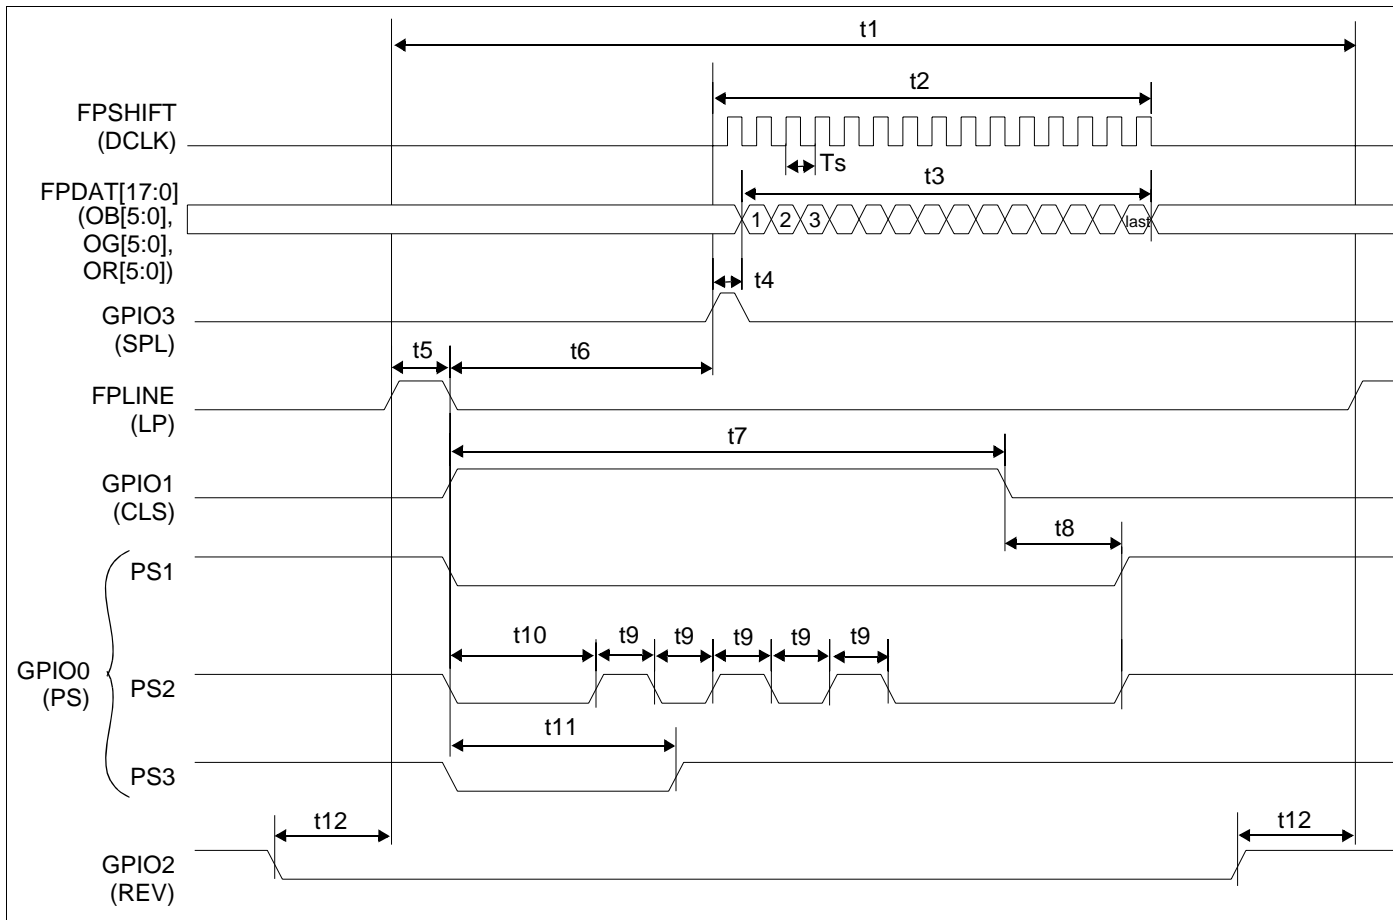 t1
t2
FPSHIFT
(DCLK)
Ts
FPDAT[17:0]
(OB[5:0],
OG[5:0],
OR[5:0])
t3
1 2 3 last
t4
GPIO3
(SPL)
t5 t6
FPLINE
(LP)
t7
GPIO1
(CLS)
t8
PS1
t10 t9 t9 t9 t9 t9
GPIO0
(PS)
PS2
t11
PS3
t12 t12
GPIO2
(REV)